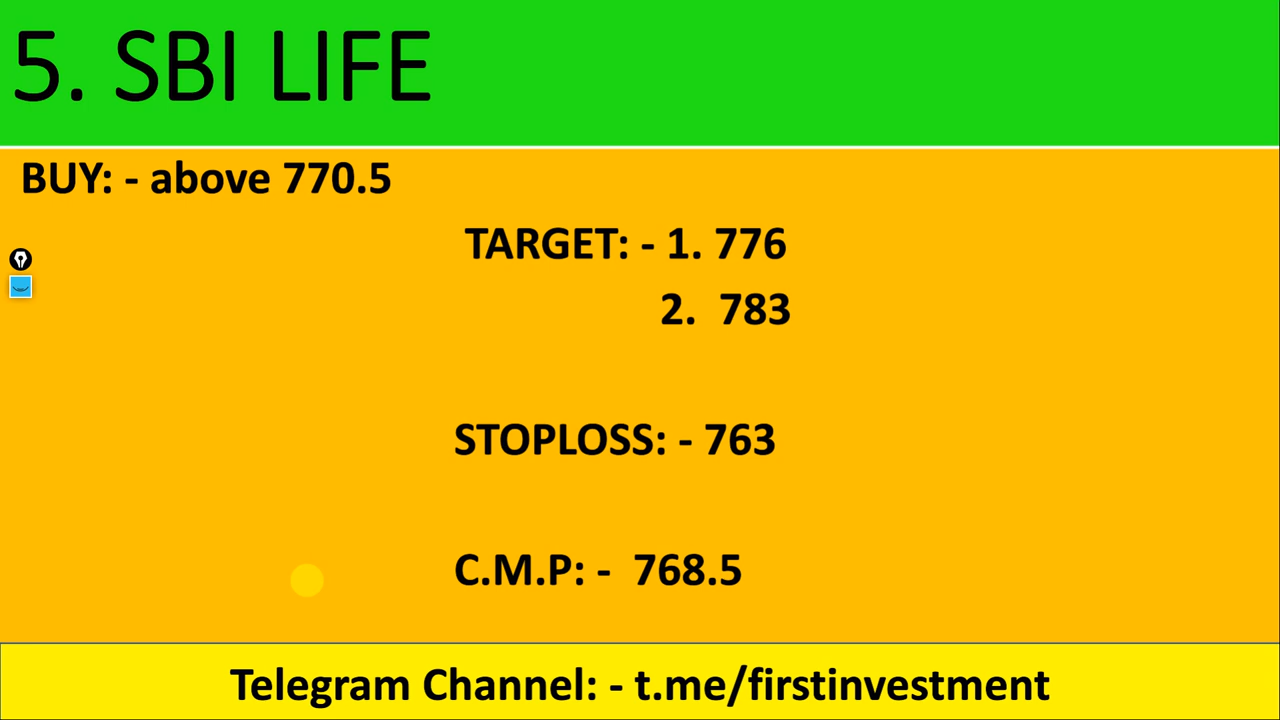 5. SBI LIFE
BUY: - above 770.5
TARGET: - 1. 776
2. 783
STOPLOSS: - 763
C.M.P: - 768.5
Telegram Channel: - t.me/firstinvestment